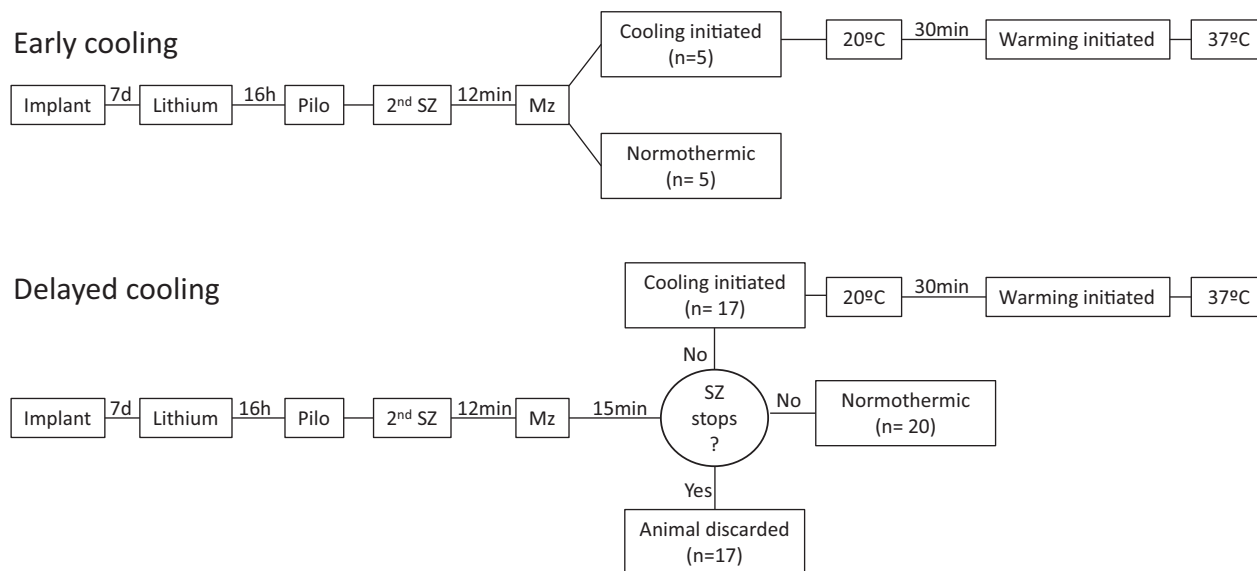 Early cooling
Cooling initiated
(n=5)
20ºC
30min
Warming initiated
37ºC
Implant
7d
Lithium
16h
Pilo
2nd SZ
12min
Mz
Normothermic
(n= 5)
Delayed cooling
Cooling initiated
(n= 17)
20ºC
30min
Warming initiated
37ºC
No
Implant
7d
Lithium
16h
Pilo
2nd SZ
12min
Mz
15min
SZ
stops
?
No
Normothermic
(n= 20)
Yes
Animal discarded
(n=17)